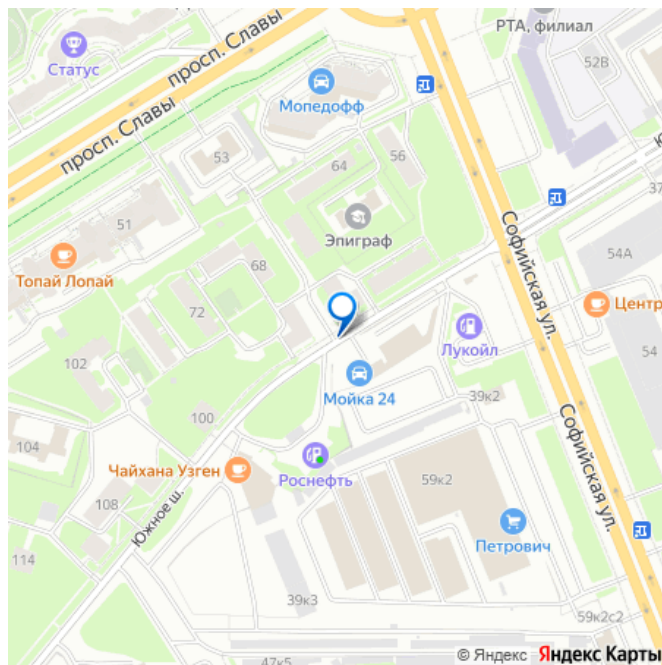 РТА, филиал
52В
Статус
просп. Славы
Мопедофф
просп. Славы
53
64
56
37
51
Эпиграф
Софийская ул.
54А
Топай Лопай
68
72
Центр
Лукойл
54
102
Мойка 24
39к2
100
Софийская ул.
104
Чайхана Узген
Роснефть
59к2
108
Южное ш.
Петрович
114
39к3
59к2с2
47к5
© Яндекс Яндекс Карты